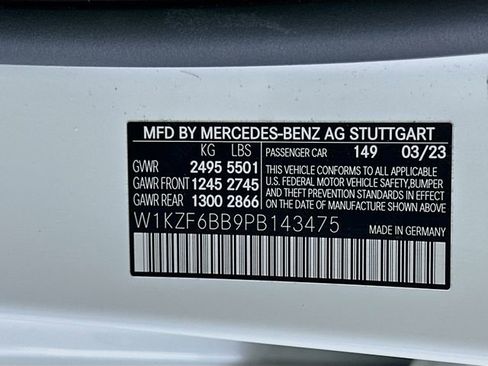 MFD BY MERCEDES-BENZ AG STUTTGART
KG LBS PASSENGER CAR 149 03/23
GVWR 2495 5501 THIS VEHICLE CONFORMS TO ALL APPLICABLE
GAWR FRONT 1245 2745 U.S. FEDERAL MOTOR VEHICLE SAFETY,BUMPER
GAWR REAR 1300 2866 AND THEFT PREVENTION STANDARDS IN EFFECT
ON THE DATE OF MANUFACTURE SHOWN ABOVE.
W1KZF6BB9PB143475 MADE IN GERMANY